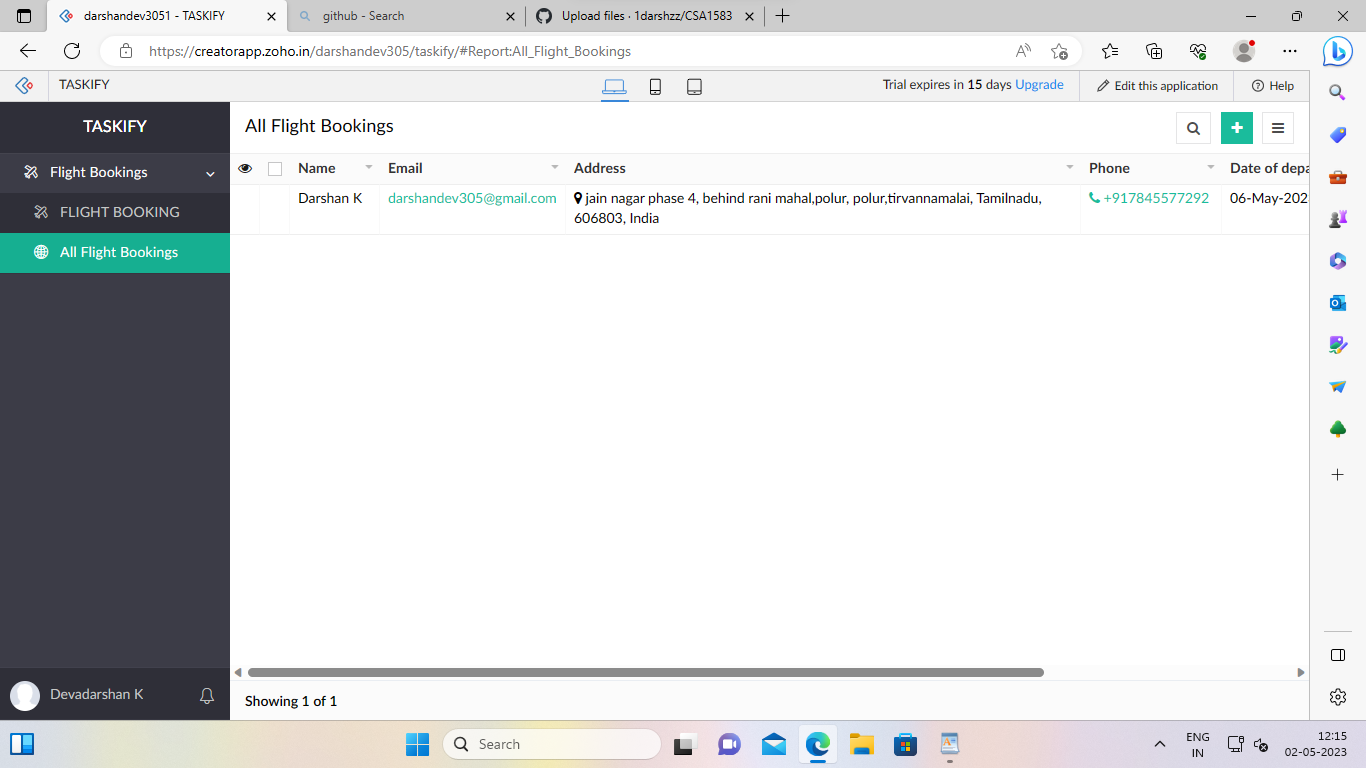 darshandev3051 - TASKIFY
github - Search
Upload files · 1darshzz/CSA1583
https://creatorapp.zoho.in/darshandev305/taskify/#Report:All_Flight_Bookings
TASKIFY
Trial expires in 15 days Upgrade
Edit this application
Help
TASKIFY
All Flight Bookings
Flight Bookings
FLIGHT BOOKING
All Flight Bookings
Name
Email
Address
Phone
Date of depa
Darshan K
darshandev305@gmail.com
jain nagar phase 4, behind rani mahal,polur, polur,tirvannamalai, Tamilnadu,
606803, India
+917845577292
06-May-202
Devadarshan K
Showing 1 of 1
Search
ENG
IN
12:15
02-05-2023